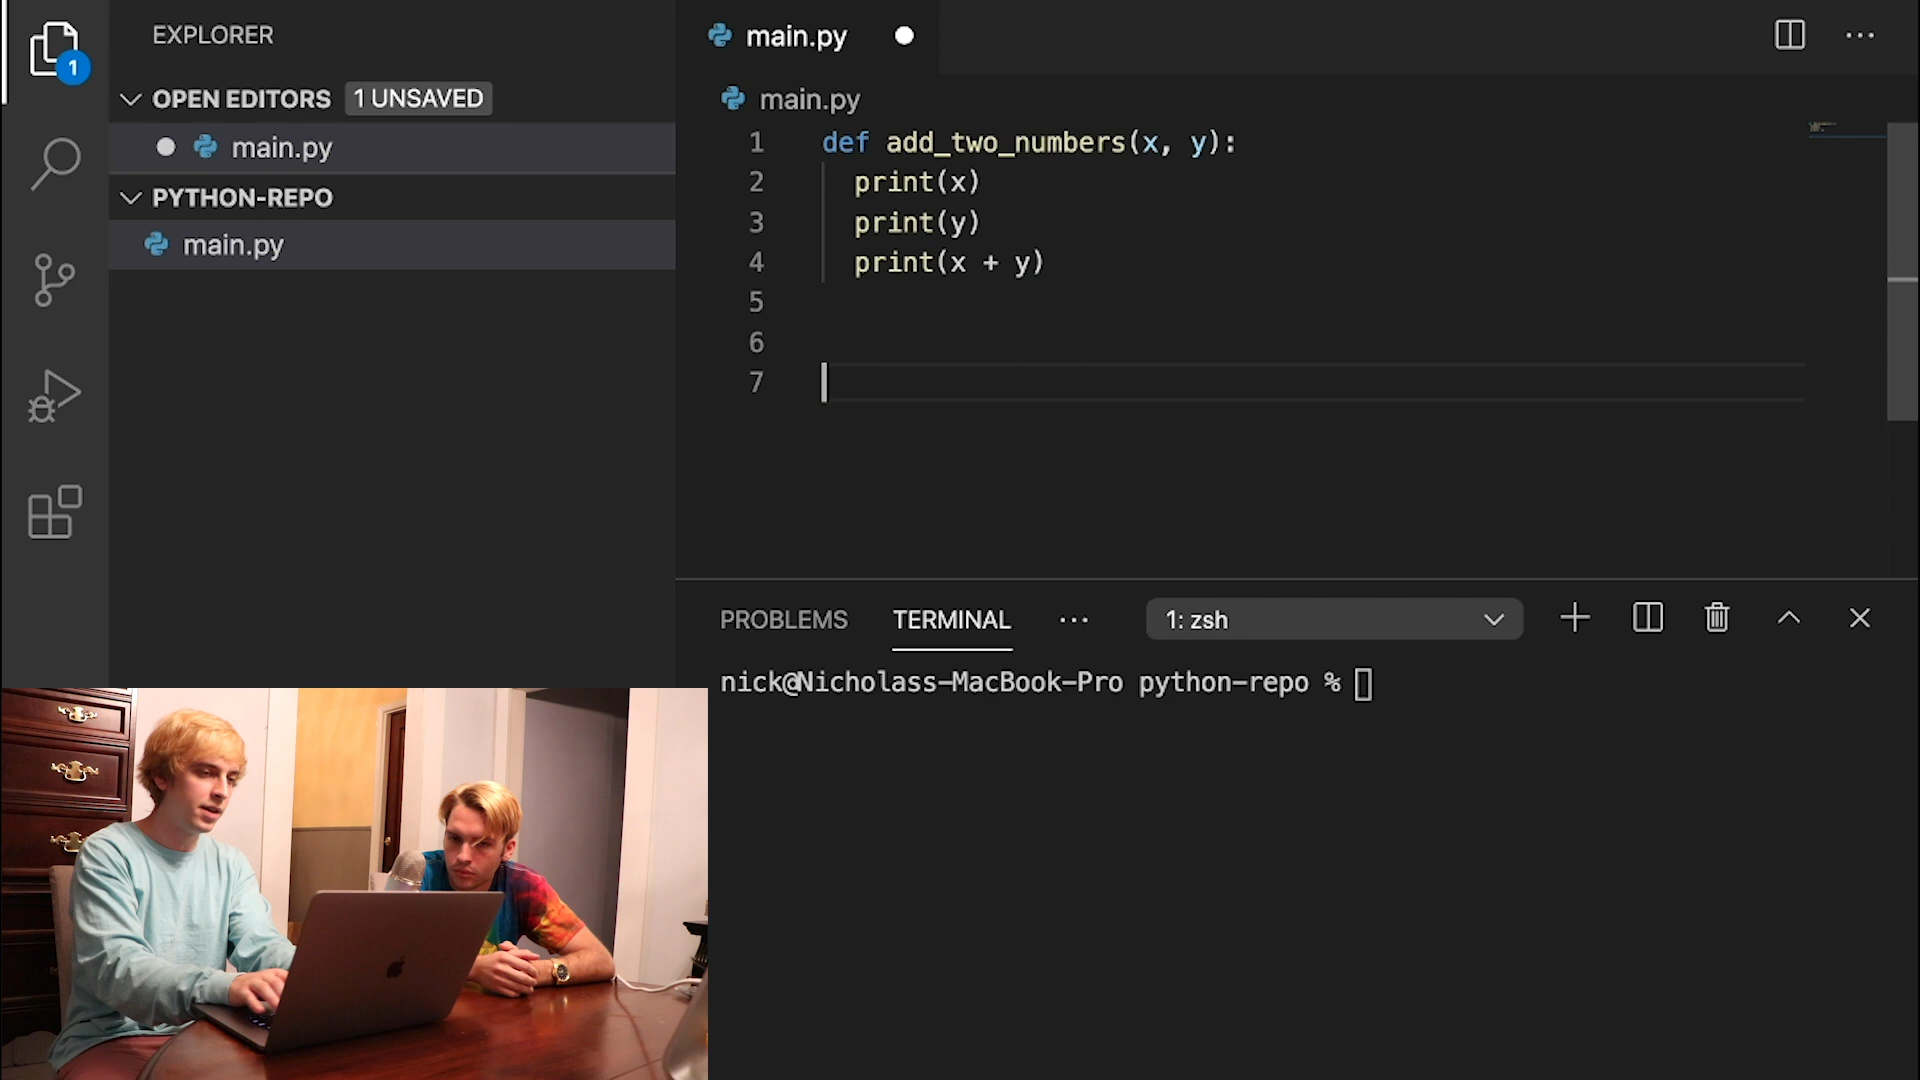 EXPLORER
1
OPEN EDITORS 1 UNSAVED
main.py
PYTHON-REPO
main.py
main.py
main.py
1 def add_two_numbers(x, y):
2 print(x)
3 print(y)
4 print(x + y)
5
6
7
PROBLEMS TERMINAL ··· 1: zsh
nick@Nicholass-MacBook-Pro python-repo %